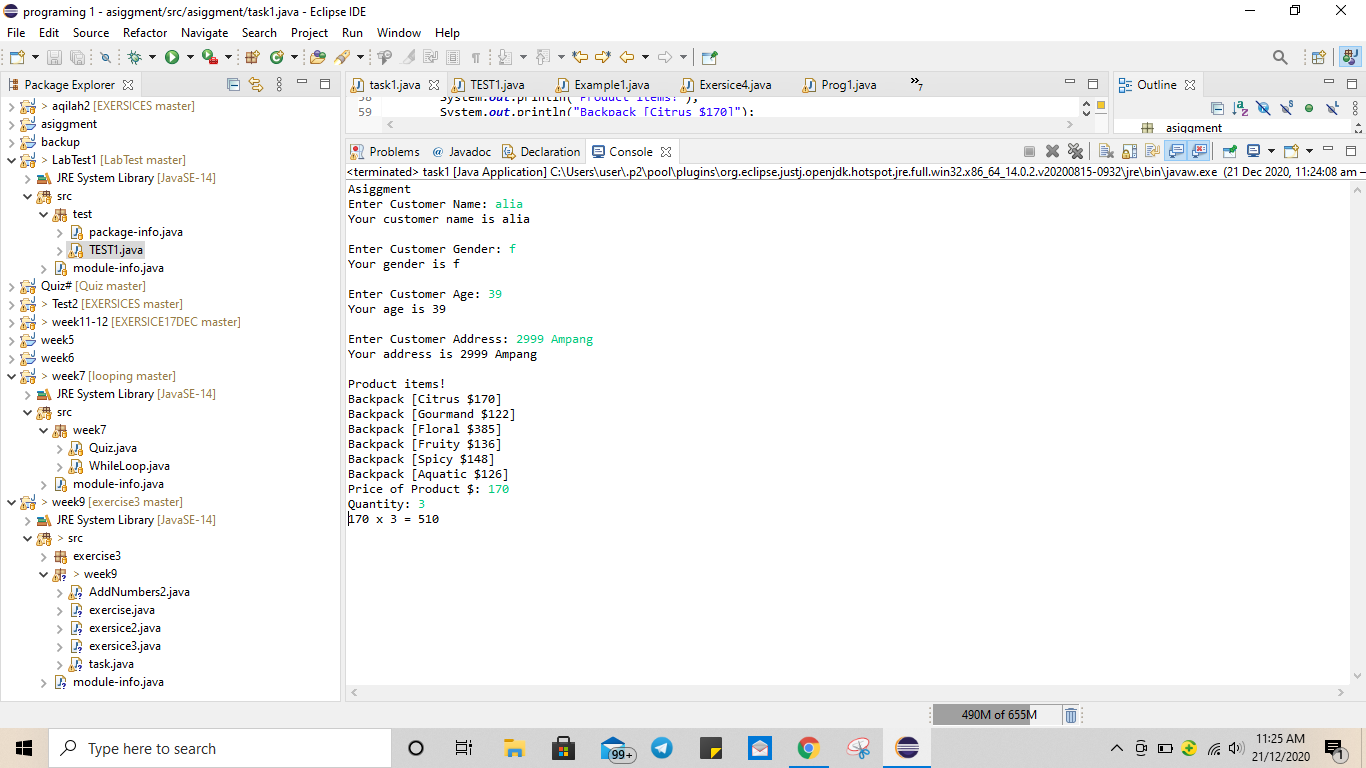 programing 1 - asiggment/src/asiggment/task1.java - Eclipse IDE
File Edit Source Refactor Navigate Search Project Run Window Help
Package Explorer
> aqilah2 [EXERSICES master]
asiggment
backup
> LabTest1 [LabTest master]
JRE System Library [JavaSE-14]
src
test
package-info.java
TEST1.java
module-info.java
Quiz# [Quiz master]
> Test2 [EXERSICES master]
> week11-12 [EXERSICE17DEC master]
week5
week6
> week7 [looping master]
JRE System Library [JavaSE-14]
src
week7
Quiz.java
WhileLoop.java
module-info.java
> week9 [exercise3 master]
JRE System Library [JavaSE-14]
> src
exercise3
> week9
AddNumbers2.java
exercise.java
exersice2.java
exersice3.java
task.java
module-info.java
task1.java TEST1.java Example1.java Exersice4.java Prog1.java »7
58 System.out.println("Product items!");
59 System.out.println("Backpack [Citrus $170]");
Outline
asiggment
Problems @ Javadoc Declaration Console
<terminated> task1 [Java Application] C:\Users\user\.p2\pool\plugins\org.eclipse.justj.openjdk.hotspot.jre.full.win32.x86_64_14.0.2.v20200815-0932\jre\bin\javaw.exe (21 Dec 2020, 11:24:08 am –
Asiggment
Enter Customer Name: alia
Your customer name is alia
Enter Customer Gender: f
Your gender is f
Enter Customer Age: 39
Your age is 39
Enter Customer Address: 2999 Ampang
Your address is 2999 Ampang
Product items!
Backpack [Citrus $170]
Backpack [Gourmand $122]
Backpack [Floral $385]
Backpack [Fruity $136]
Backpack [Spicy $148]
Backpack [Aquatic $126]
Price of Product $: 170
Quantity: 3
170 x 3 = 510
490M of 655M
Type here to search
99+
11:25 AM
21/12/2020
1